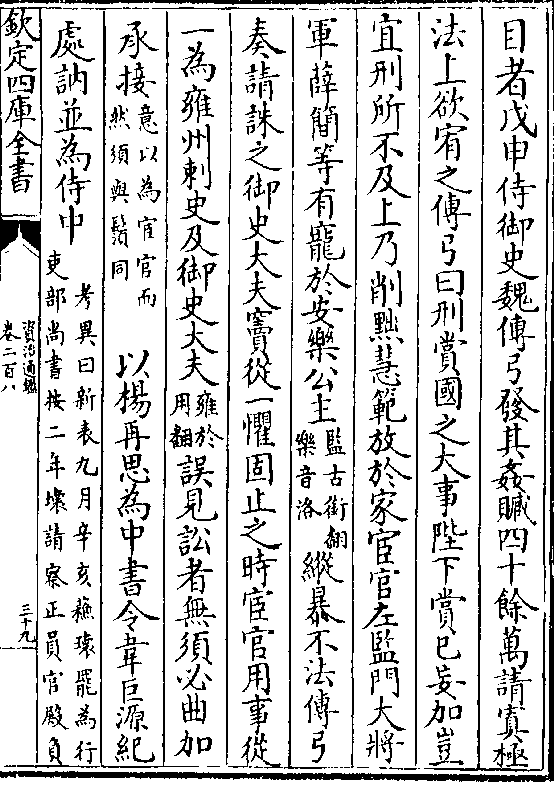 目者戊申侍御史魏傳弓發其姦贓四十餘萬請寘極
法上欲宥之傳弓曰刑賞國之大事陛下賞已妄加豈
宜刑所不及上乃削黜慧範放於家宦官左監門大將
軍薛簡等有寵於安樂公主監古銜翻樂音洛縱暴不法傳弓
奏請誅之御史大夫竇從一懼固止之時宦官用事從
一為雍州刺史及御史大夫雍於用翻誤見訟者無須必曲加
承接意以為宦官而然須與鬚同以楊再思為中書令韋巨源紀
處訥並為侍中考異曰新表九月辛亥蘇瓌罷為行吏部尚書按二年壞請察正員官殿負
欽定四庫全書
資治通鑑
卷二百八
三十九